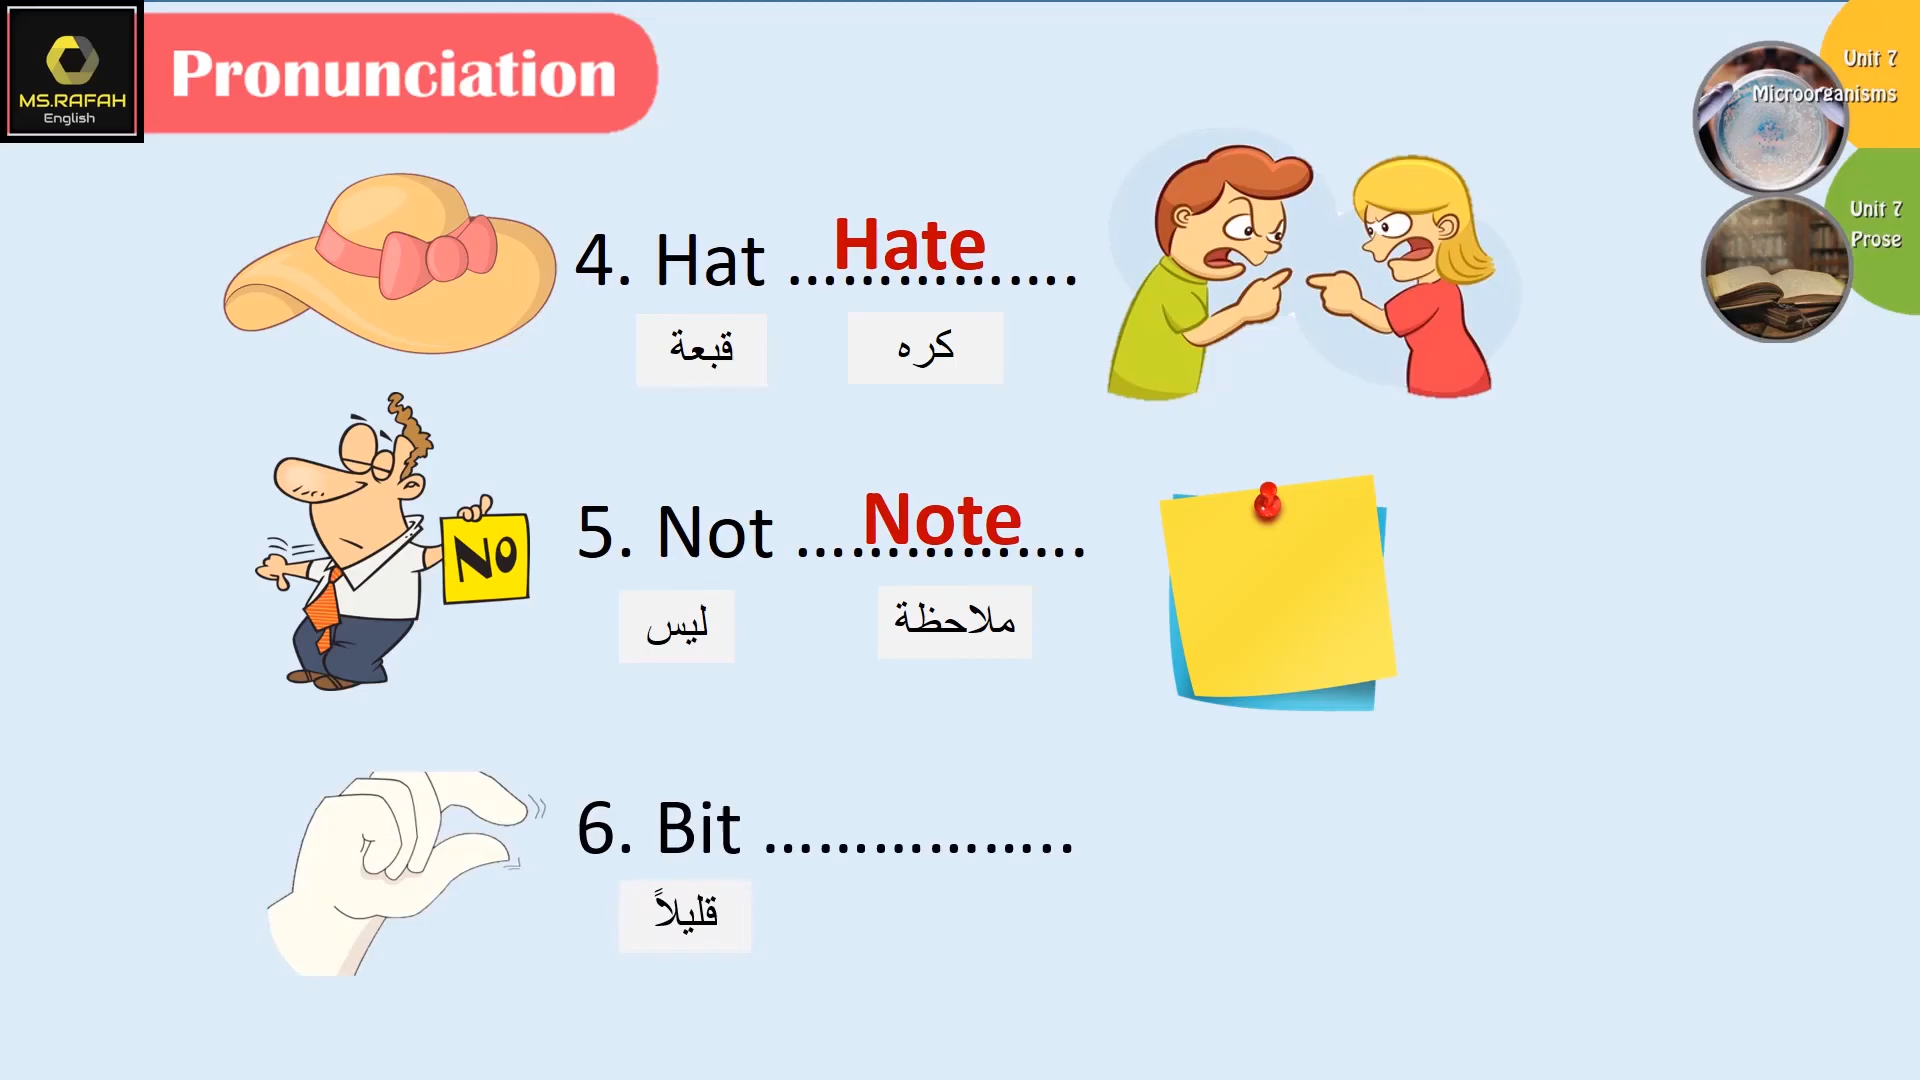 MS.RAFAH
English
Pronunciation
Unit 7
Microorganisms
Unit 7
Prose
4. Hat ................. Hate
قبعة
كره
NO
5. Not ................. Note
ليس
ملاحظة
6. Bit ..................
قليلاً